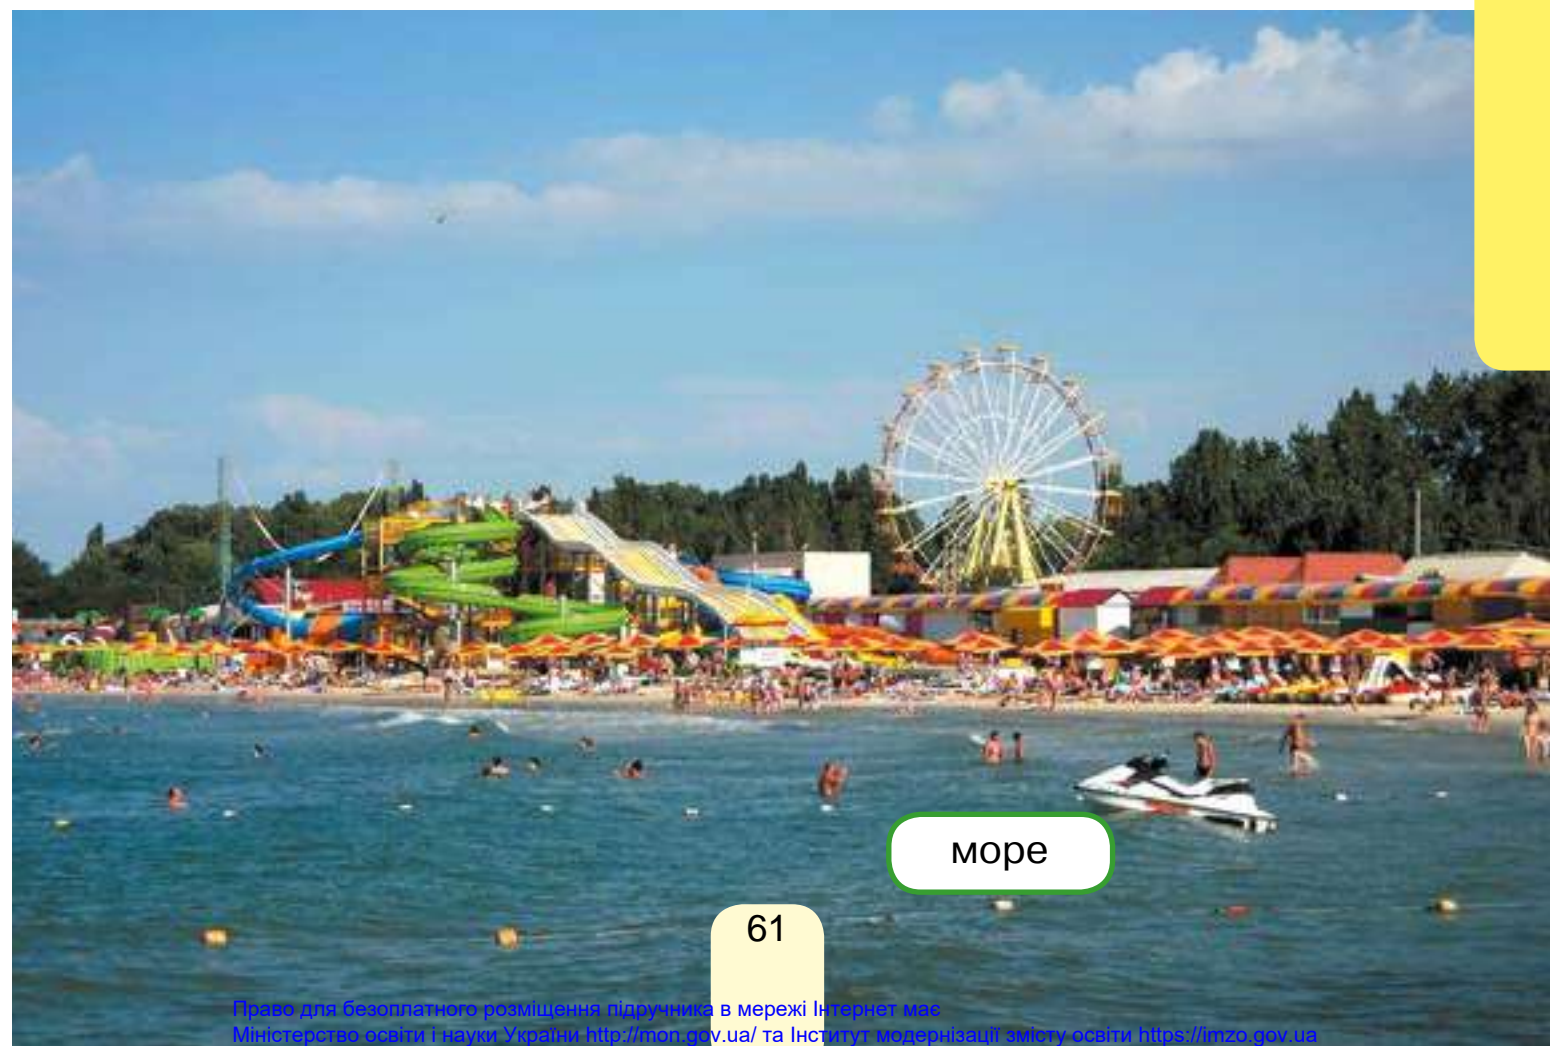 море
61
Право для безоплатного розміщення підручника в мережі Інтернет має
Міністерство освіти і науки України http://mon.gov.ua/ та Інститут модернізації змісту освіти https://imzo.gov.ua